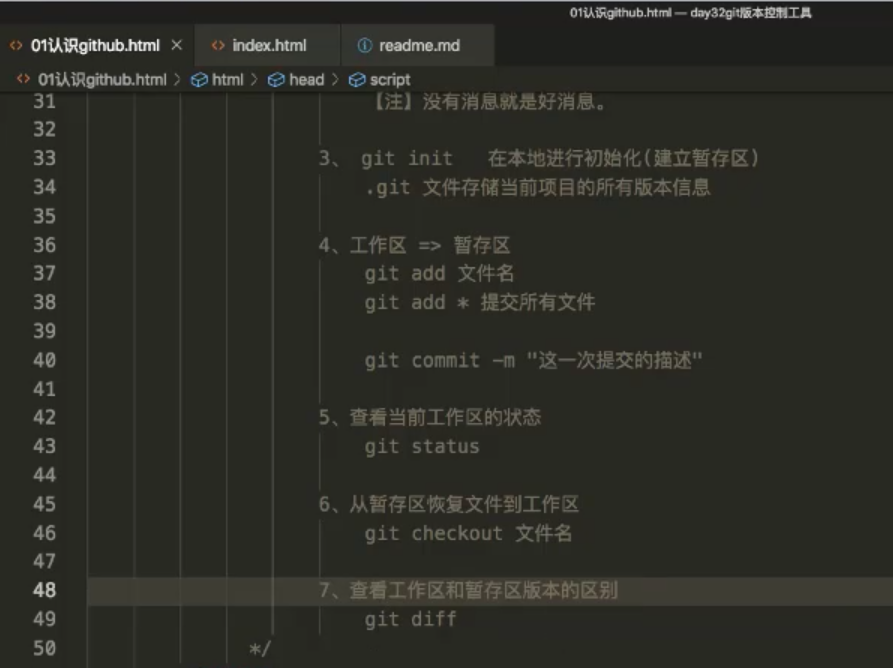 01认识github.html — day32git版本控制工具
01认识github.html × index.html readme.md
01认识github.html > html > head > script
31 【注】没有消息就是好消息。
32
33 3、 git init 在本地进行初始化(建立暂存区)
34 .git 文件存储当前项目的所有版本信息
35
36 4、工作区 => 暂存区
37 git add 文件名
38 git add * 提交所有文件
39
40 git commit -m "这一次提交的描述"
41
42 5、查看当前工作区的状态
43 git status
44
45 6、从暂存区恢复文件到工作区
46 git checkout 文件名
47
48 7、查看工作区和暂存区版本的区别
49 git diff
50 */